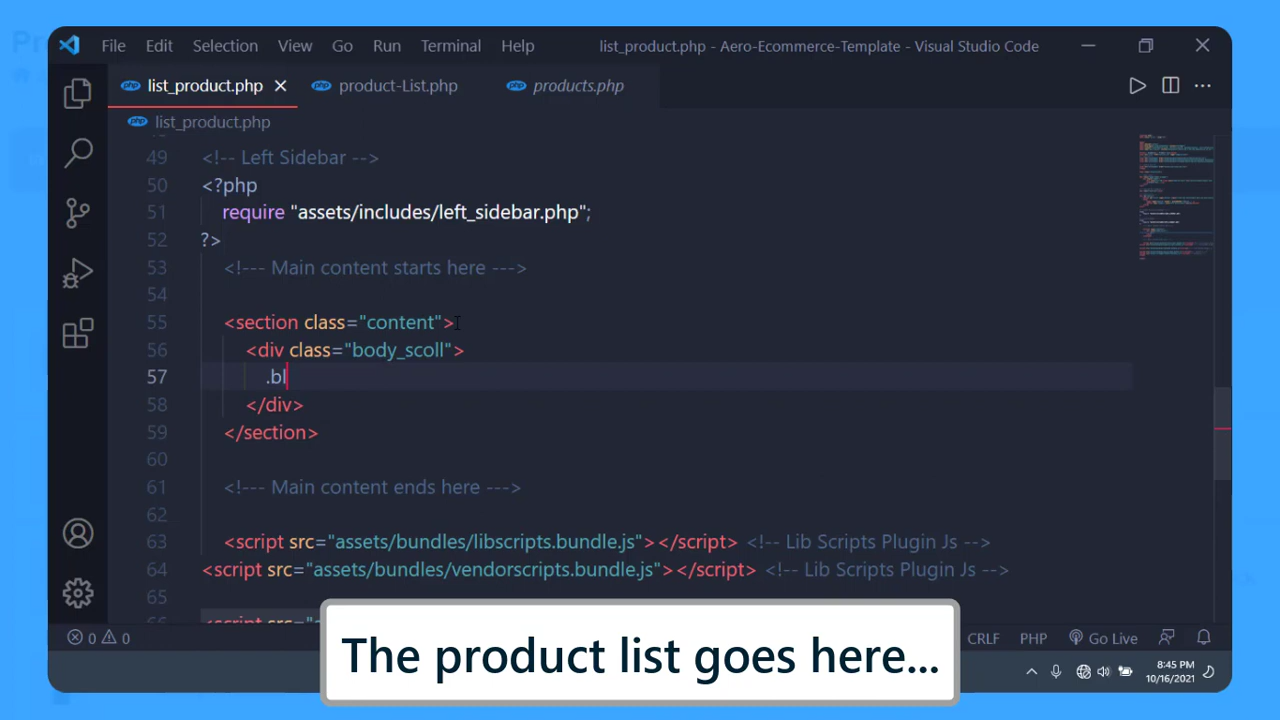 File Edit Selection View Go Run Terminal Help list_product.php - Aero-Ecommerce-Template - Visual Studio Code
list_product.php product-List.php products.php
list_product.php
49 <!-- Left Sidebar -->
50 <?php
51 require "assets/includes/left_sidebar.php";
52 ?>
53 <!--- Main content starts here --->
54
55 <section class="content">
56 <div class="body_scoll">
57 .bl
58 </div>
59 </section>
60
61 <!--- Main content ends here --->
62
63 <script src="assets/bundles/libscripts.bundle.js"></script> <!-- Lib Scripts Plugin Js -->
64 <script src="assets/bundles/vendorscripts.bundle.js"></script> <!-- Lib Scripts Plugin Js -->
65
0 0 CRLF PHP Go Live
The product list goes here...
8:45 PM
10/16/2021